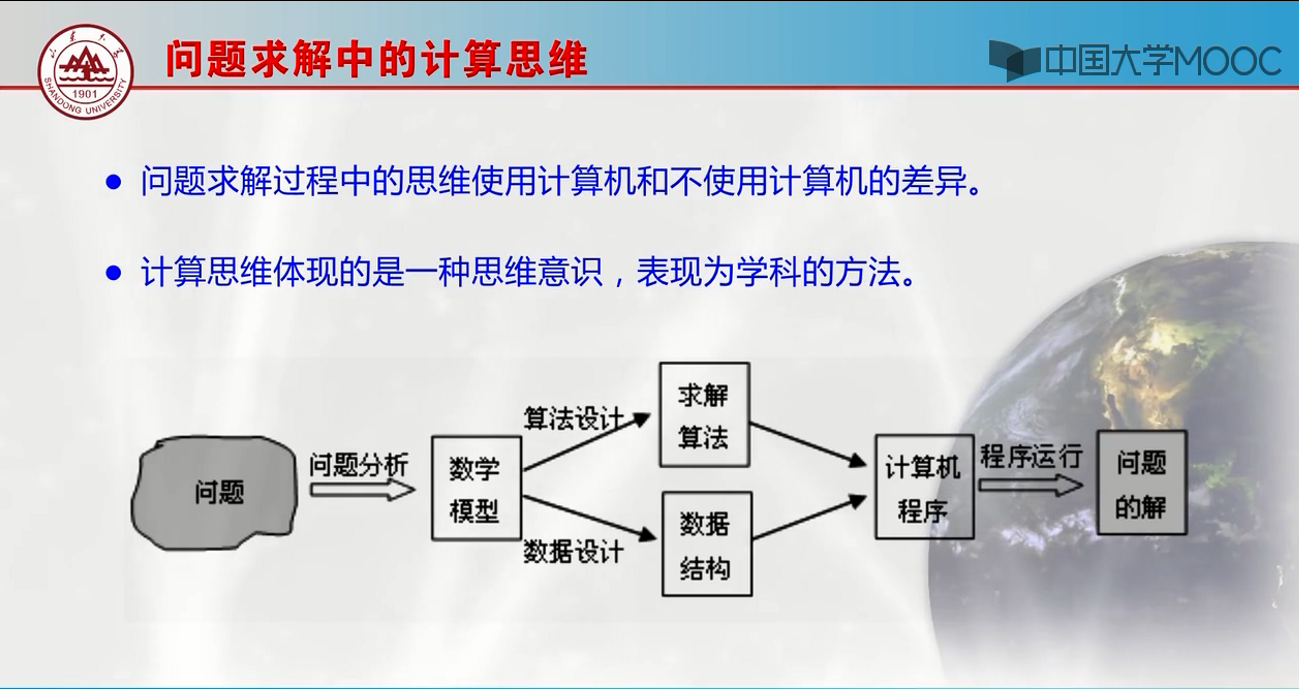 问题求解中的计算思维
中国大学MOOC
山东大学
1901
SHANDONG UNIVERSITY
问题求解过程中的思维使用计算机和不使用计算机的差异。
计算思维体现的是一种思维意识，表现为学科的方法。
问题
问题分析
数学
模型
算法设计
数据设计
求解
算法
数据
结构
计算机
程序
程序运行
问题
的解